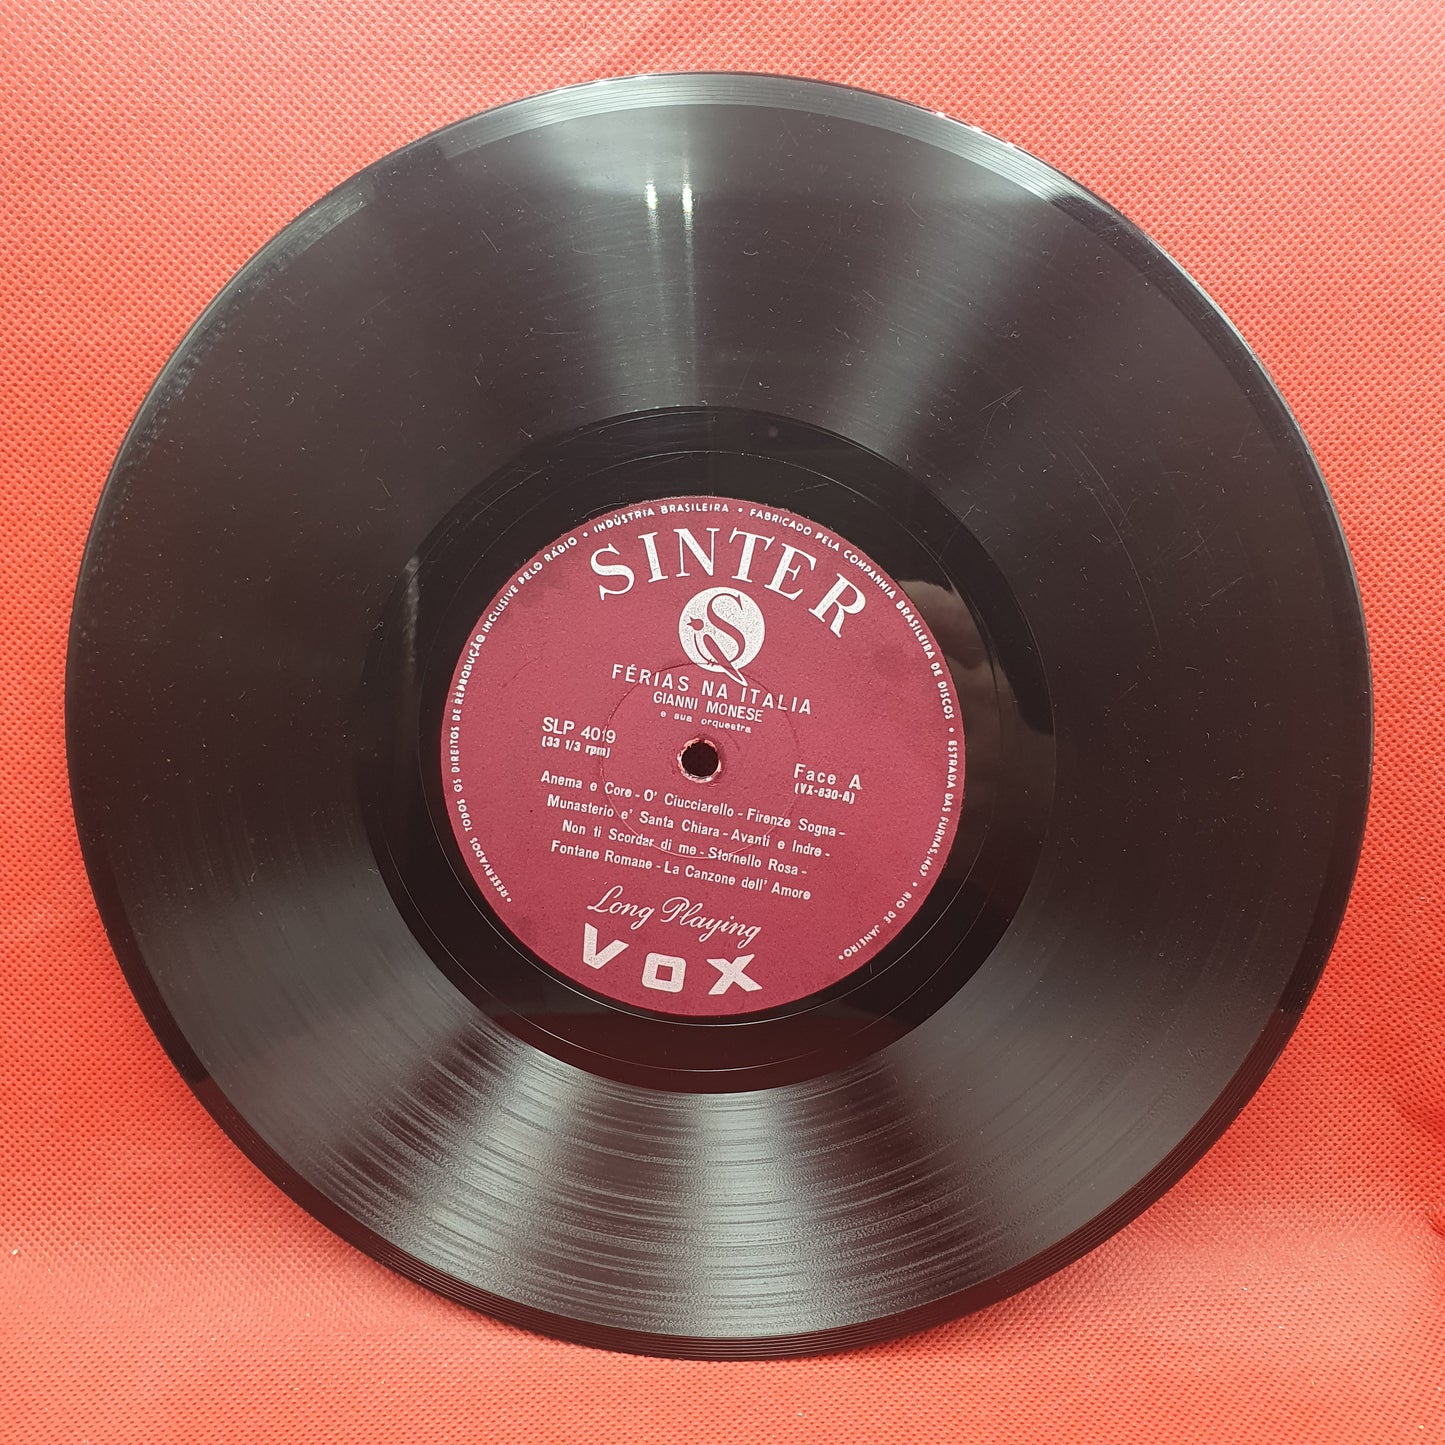 • RESERVADOS TODOS OS DIREITOS DE REPRODUÇÃO INCLUSIVE PELO RÁDIO • INDÚSTRIA BRASILEIRA • FABRICADO PELA COMPANHIA BRASILEIRA DE DISCOS • ESTRADA DAS FURNAS, 1467 • RIO DE JANEIRO •
SINTER
S
FÉRIAS NA ITALIA
GIANNI MONESE
e sua orquestra
SLP 4019
(33 1/3 rpm)
Face A
(VX-830-A)
Anema e Core - O' Ciucciarello - Firenze Sogna -
Munasterio e' Santa Chiara - Avanti e Indre -
Non ti Scordar di me - Stornello Rosa -
Fontane Romane - La Canzone dell' Amore
Long Playing
VOX